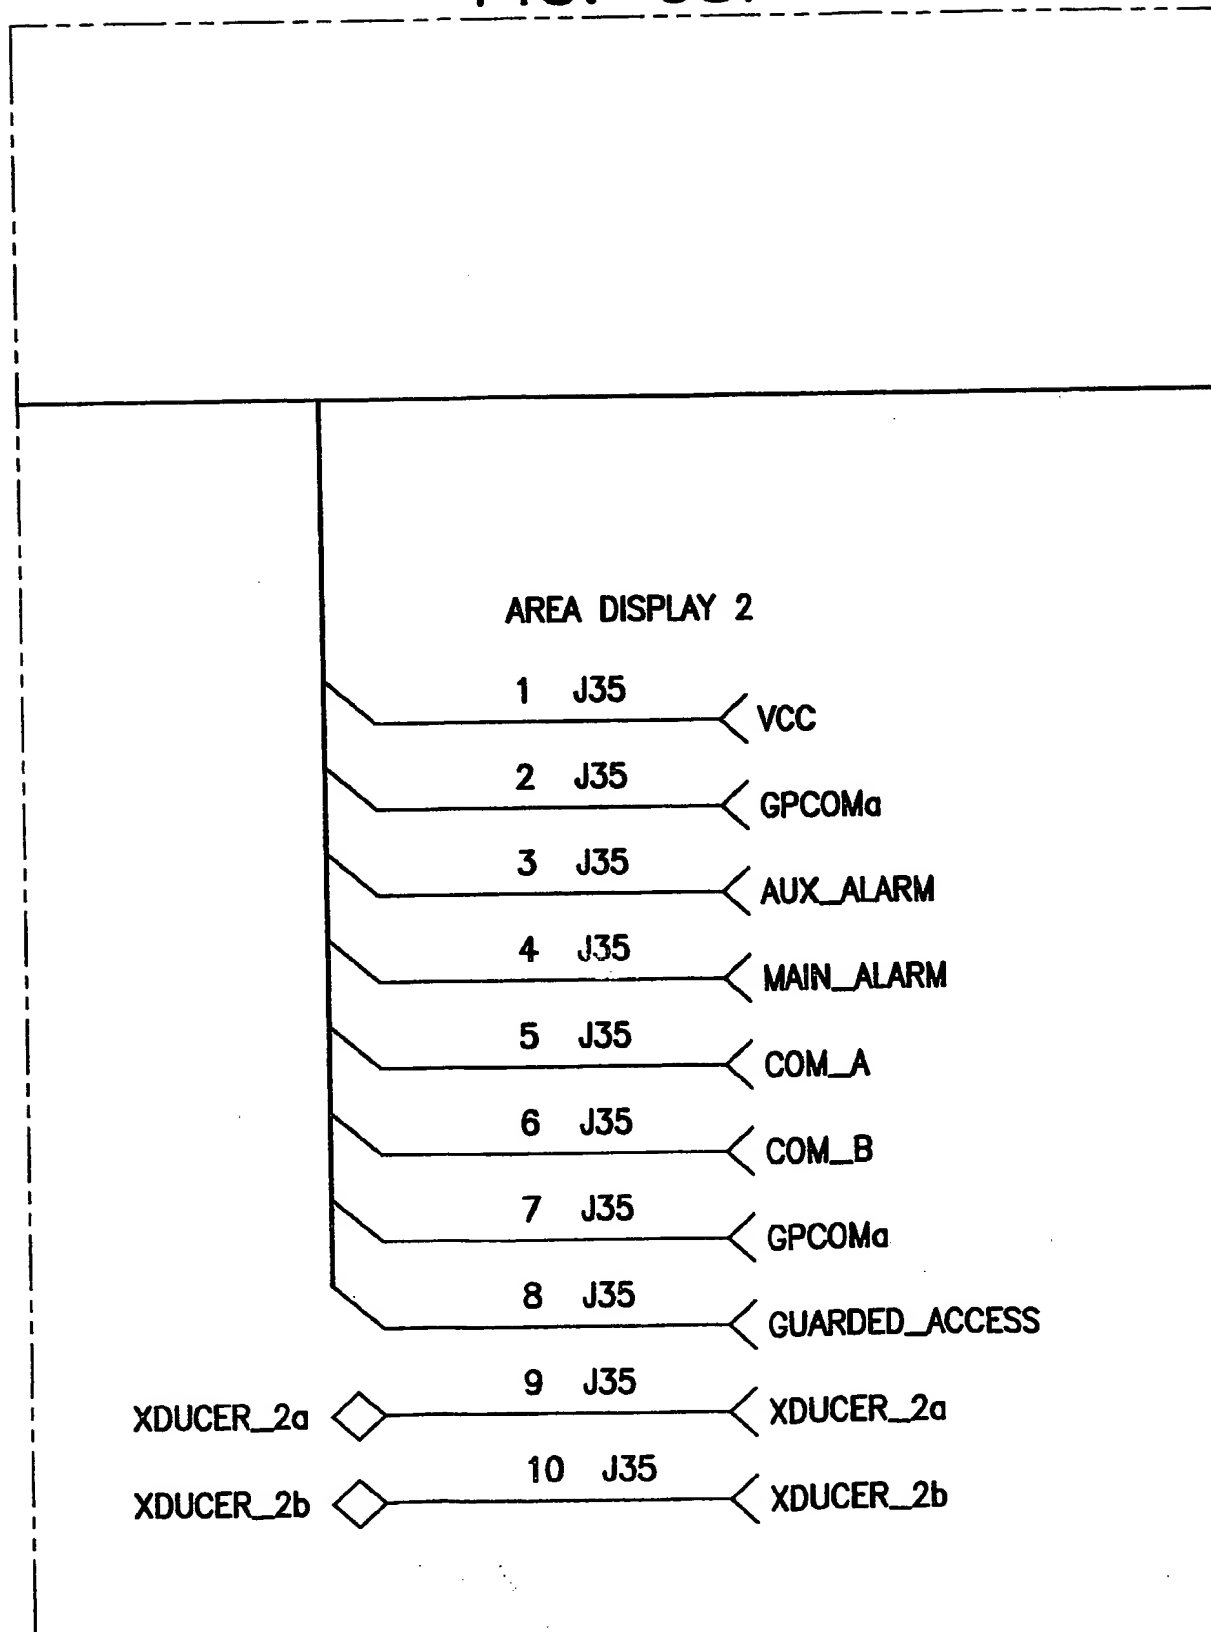 AREA DISPLAY 2
1 J35
VCC
2 J35
GPCOMa
3 J35
AUX_ALARM
4 J35
MAIN_ALARM
5 J35
COM_A
6 J35
COM_B
7 J35
GPCOMa
8 J35
GUARDED_ACCESS
9 J35
XDUCER_2a XDUCER_2a
10 J35
XDUCER_2b XDUCER_2b